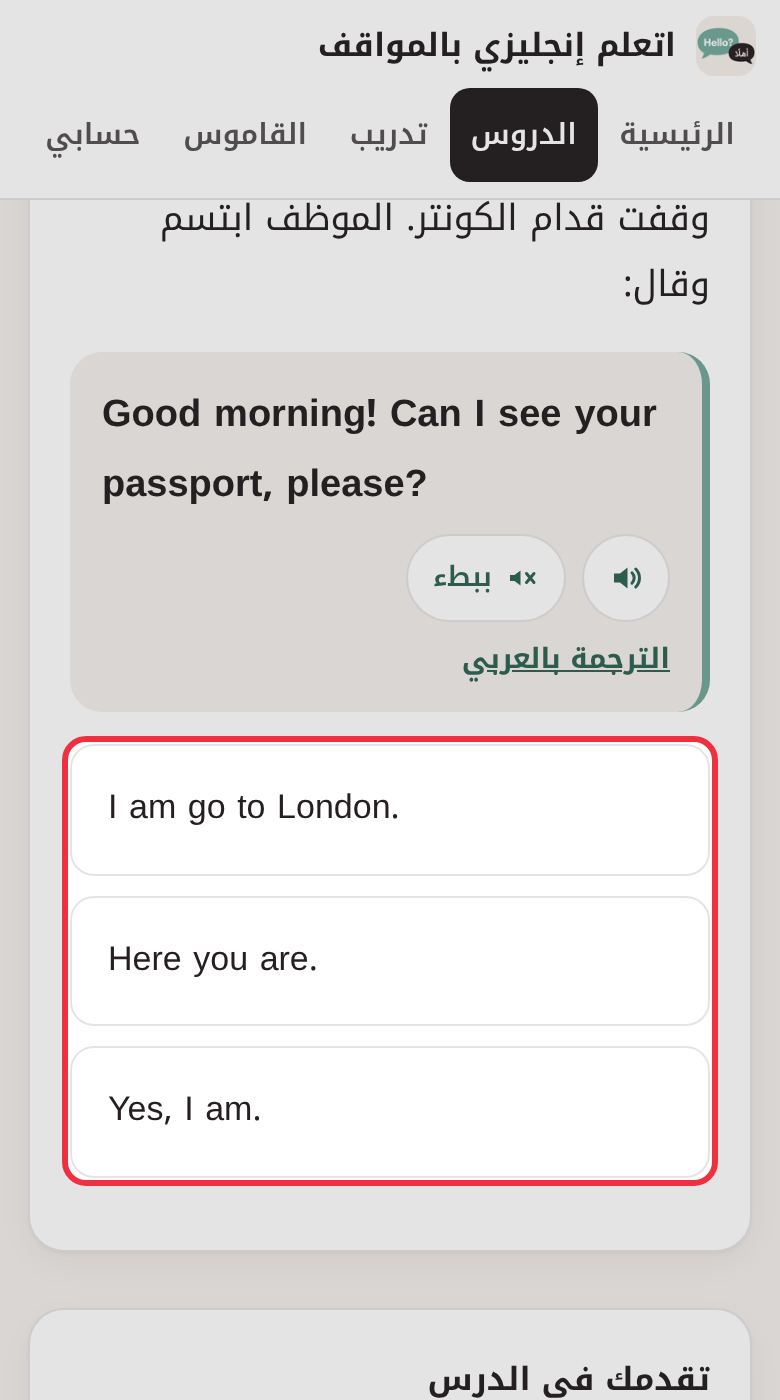 Hello?
أهلًا
اتعلم إنجليزي بالمواقف
الرئيسية
الدروس
تدريب
القاموس
حسابي
وقفت قدام الكونتر. الموظف ابتسم
وقال:
Good morning! Can I see your
passport, please?
ببطء
الترجمة بالعربي
I am go to London.
Here you are.
Yes, I am.
تقدمك في الدرس